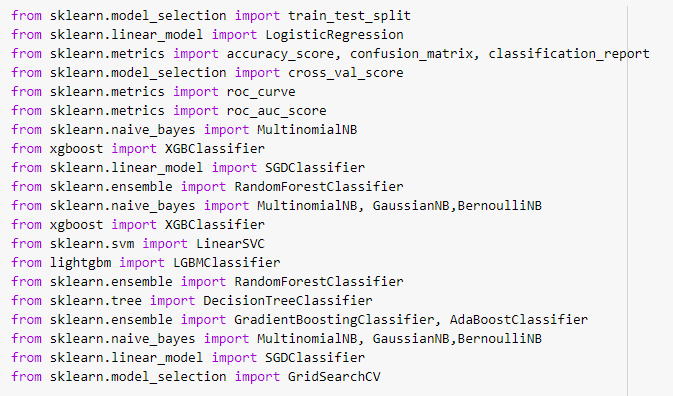 from sklearn.model_selection import train_test_split
from sklearn.linear_model import LogisticRegression
from sklearn.metrics import accuracy_score, confusion_matrix, classification_report
from sklearn.model_selection import cross_val_score
from sklearn.metrics import roc_curve
from sklearn.metrics import roc_auc_score
from sklearn.naive_bayes import MultinomialNB
from xgboost import XGBClassifier
from sklearn.linear_model import SGDClassifier
from sklearn.ensemble import RandomForestClassifier
from sklearn.naive_bayes import MultinomialNB, GaussianNB,BernoulliNB
from xgboost import XGBClassifier
from sklearn.svm import LinearSVC
from lightgbm import LGBMClassifier
from sklearn.ensemble import RandomForestClassifier
from sklearn.tree import DecisionTreeClassifier
from sklearn.ensemble import GradientBoostingClassifier, AdaBoostClassifier
from sklearn.naive_bayes import MultinomialNB, GaussianNB,BernoulliNB
from sklearn.linear_model import SGDClassifier
from sklearn.model_selection import GridSearchCV